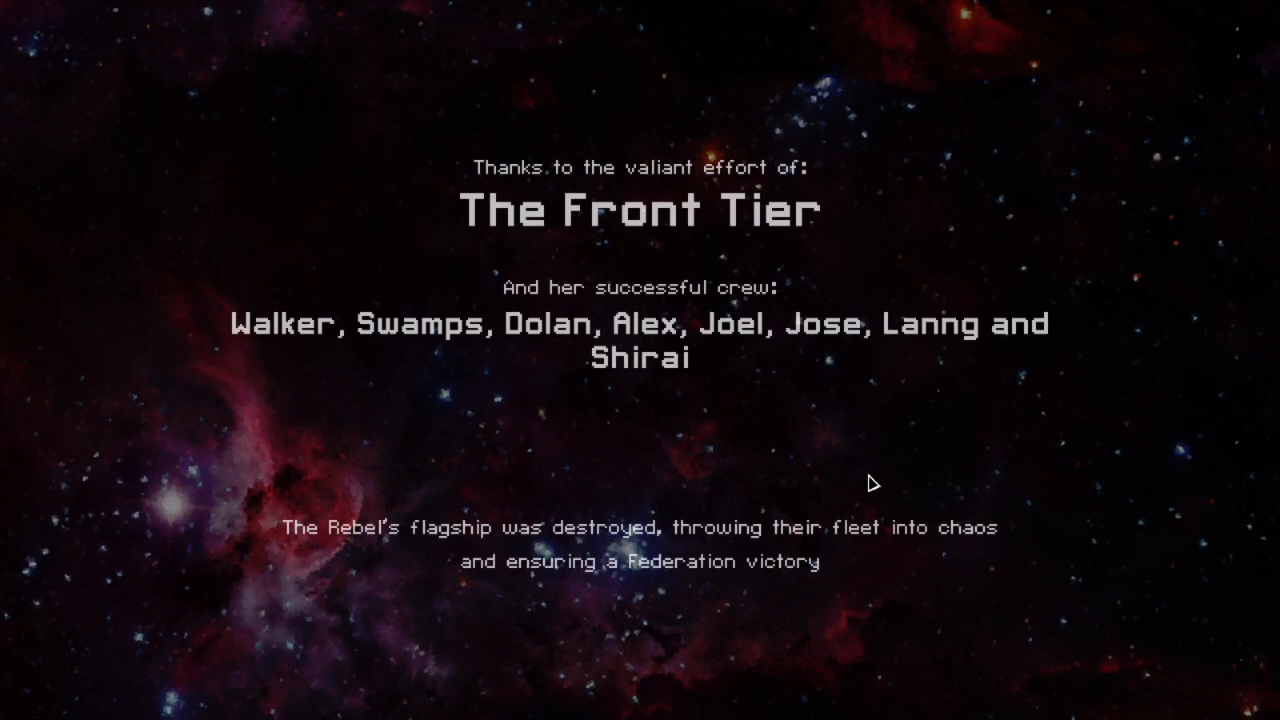 Thanks to the valiant effort of:
The Front Tier
And her successful crew:
Walker, Swamps, Dolan, Alex, Joel, Jose, Lanng and
Shirai
The Rebel's flagship was destroyed, throwing their fleet into chaos
and ensuring a Federation victory